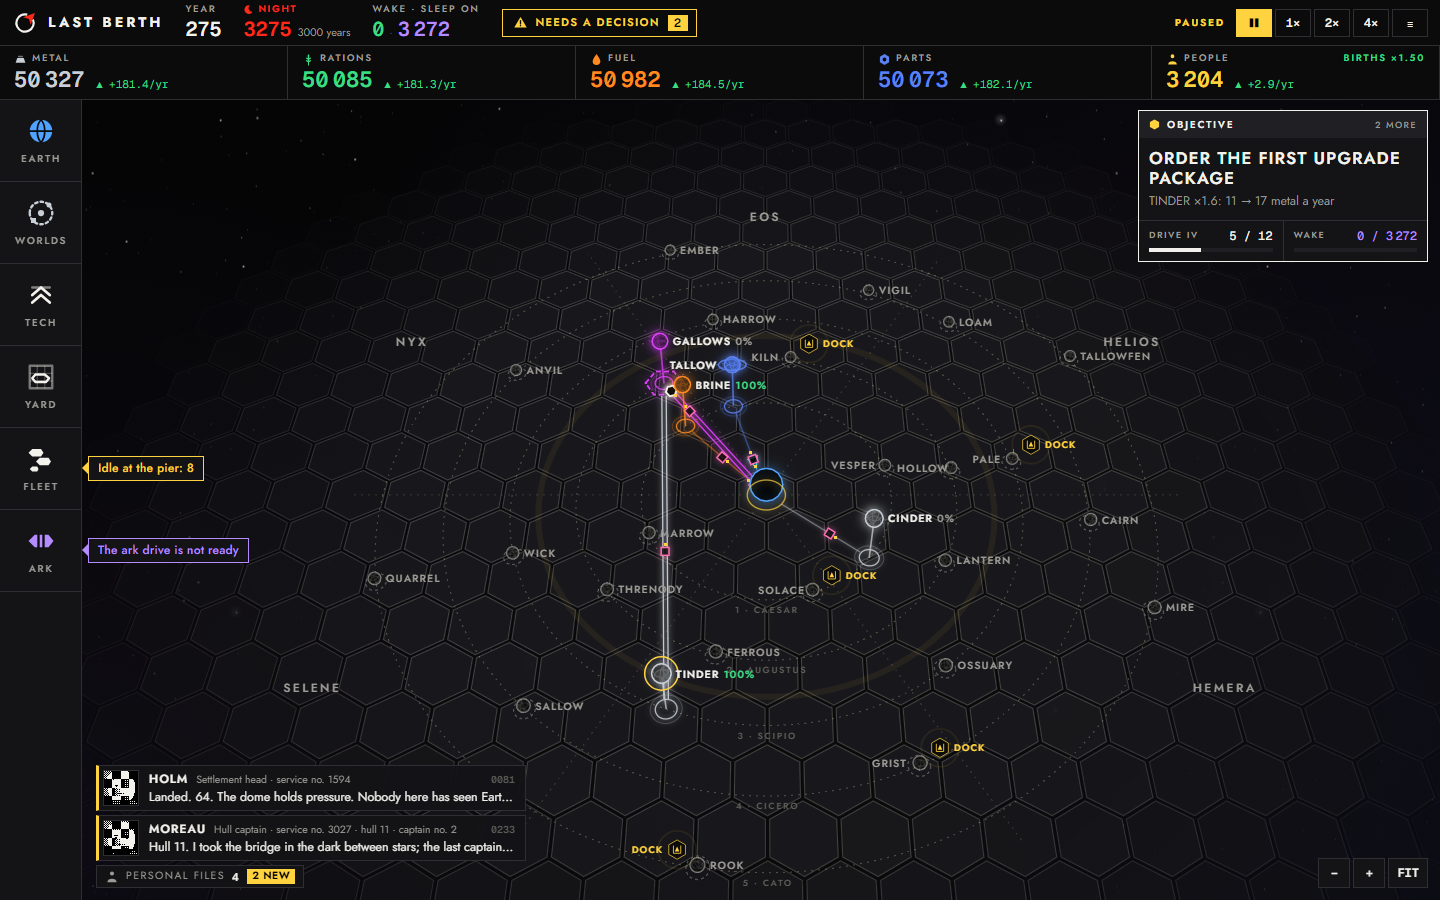 LAST BERTH
YEAR
275
NIGHT
3275 3000 years
WAKE · SLEEP ON
0 · 3 272
NEEDS A DECISION 2
PAUSED
1×
2×
4×
≡
METAL
50 327 ▲ +181.4/yr
RATIONS
50 085 ▲ +181.3/yr
FUEL
50 982 ▲ +184.5/yr
PARTS
50 073 ▲ +182.1/yr
PEOPLE
BIRTHS ×1.50
3 204 ▲ +2.9/yr
EARTH
WORLDS
TECH
YARD
FLEET
ARK
Idle at the pier: 8
The ark drive is not ready
OBJECTIVE
2 MORE
ORDER THE FIRST UPGRADE
PACKAGE
TINDER ×1.6: 11 → 17 metal a year
DRIVE IV 5 / 12
WAKE 0 / 3 272
EOS
EMBER
VIGIL
HARROW
LOAM
NYX
GALLOWS 0%
DOCK
HELIOS
KILN
TALLOWFEN
TALLOW
ANVIL
BRINE 100%
DOCK
PALE
VESPER
HOLLOW
CINDER 0%
CAIRN
MARROW
WICK
LANTERN
QUARREL
DOCK
THRENODY
SOLACE
1 · CAESAR
MIRE
FERROUS
AUGUSTUS
OSSUARY
TINDER 100%
SELENE
HEMERA
SALLOW
3 · SCIPIO
DOCK
GRIST
4 · CICERO
DOCK
ROOK
5 · CATO
HOLM Settlement head · service no. 1594 0081
Landed. 64. The dome holds pressure. Nobody here has seen Eart...
MOREAU Hull captain · service no. 3027 · hull 11 · captain no. 2 0233
Hull 11. I took the bridge in the dark between stars; the last captain...
PERSONAL FILES 4 2 NEW
−
+
FIT